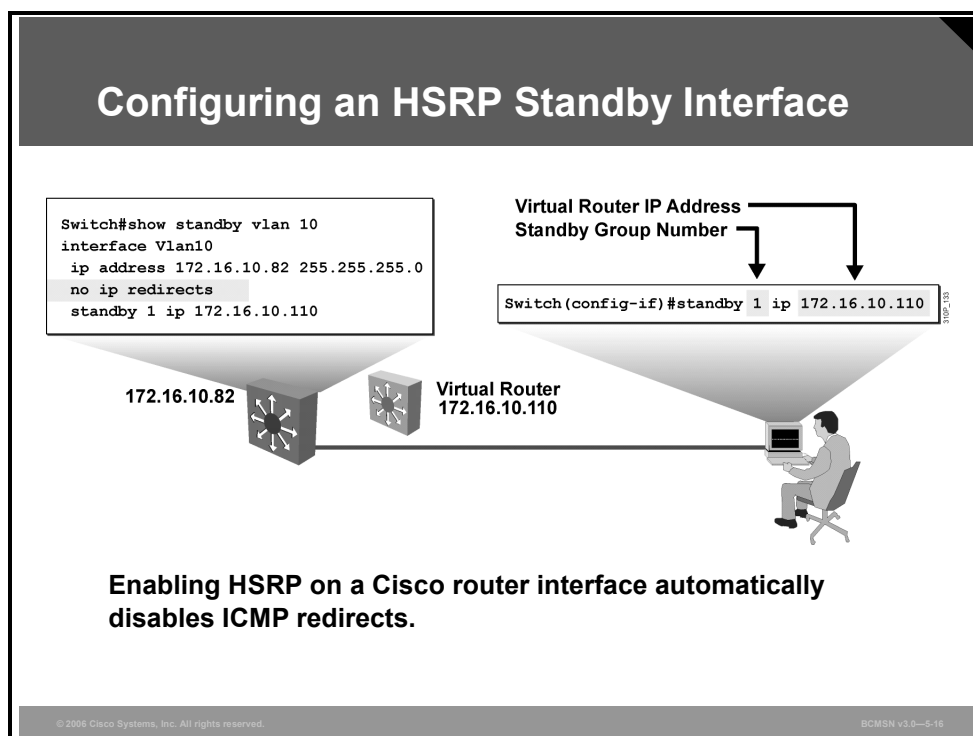 Configuring an HSRP Standby Interface
Switch#show standby vlan 10
interface Vlan10
ip address 172.16.10.82 255.255.255.0
no ip redirects
standby 1 ip 172.16.10.110
Virtual Router IP Address
Standby Group Number
Switch(config-if)#standby 1 ip 172.16.10.110
310P_133
172.16.10.82
Virtual Router
172.16.10.110
Enabling HSRP on a Cisco router interface automatically
disables ICMP redirects.
© 2006 Cisco Systems, Inc. All rights reserved.
BCMSN v3.0—5-16